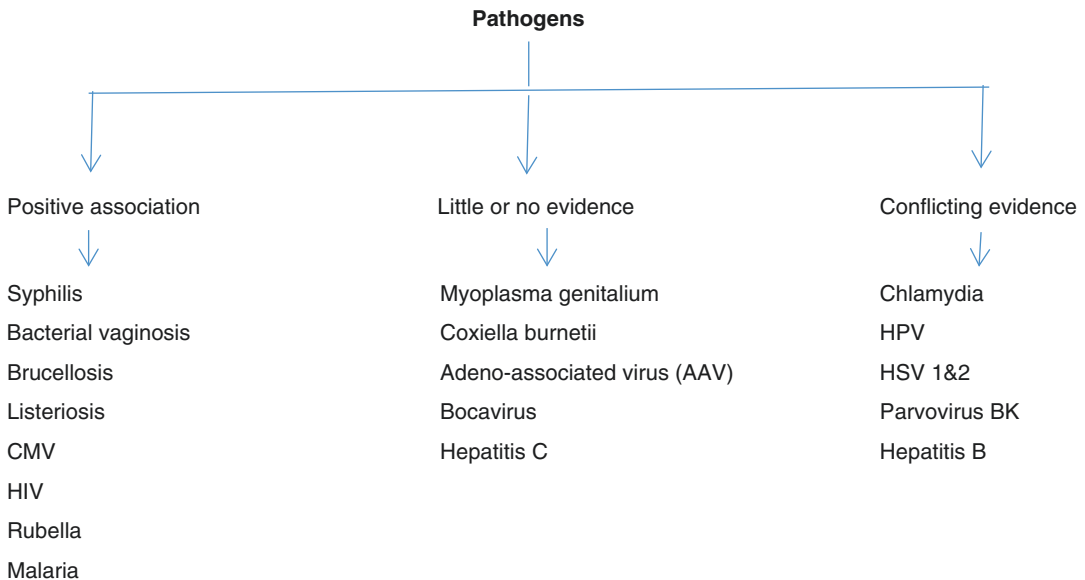 Pathogens
Positive association
Syphilis
Bacterial vaginosis
Brucellosis
Listeriosis
CMV
HIV
Rubella
Malaria
Little or no evidence
Myoplasma genitalium
Coxiella burnetii
Adeno-associated virus (AAV)
Bocavirus
Hepatitis C
Conflicting evidence
Chlamydia
HPV
HSV 1&2
Parvovirus BK
Hepatitis B